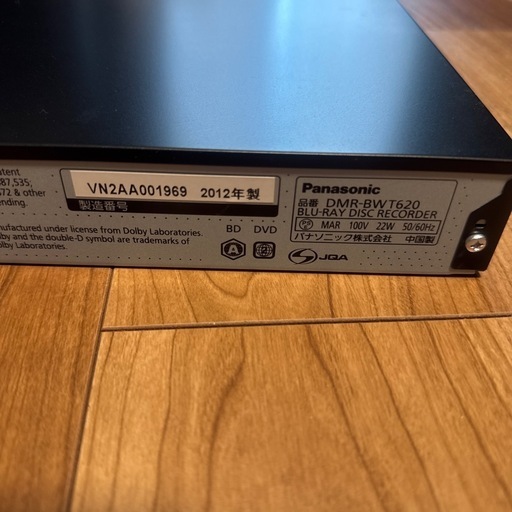 VN2AA001969 2012年製
製造番号
Panasonic
品番 DMR-BWT620
BLU-RAY DISC RECORDER
MAR 100V 22W 50/60Hz
パナソニック株式会社 中国製
JQA
BD DVD
A
87,535,
72 & other
nding.
nufactured under license from Dolby Laboratories.
lby and the double-D symbol are trademarks of
olby Laboratories.